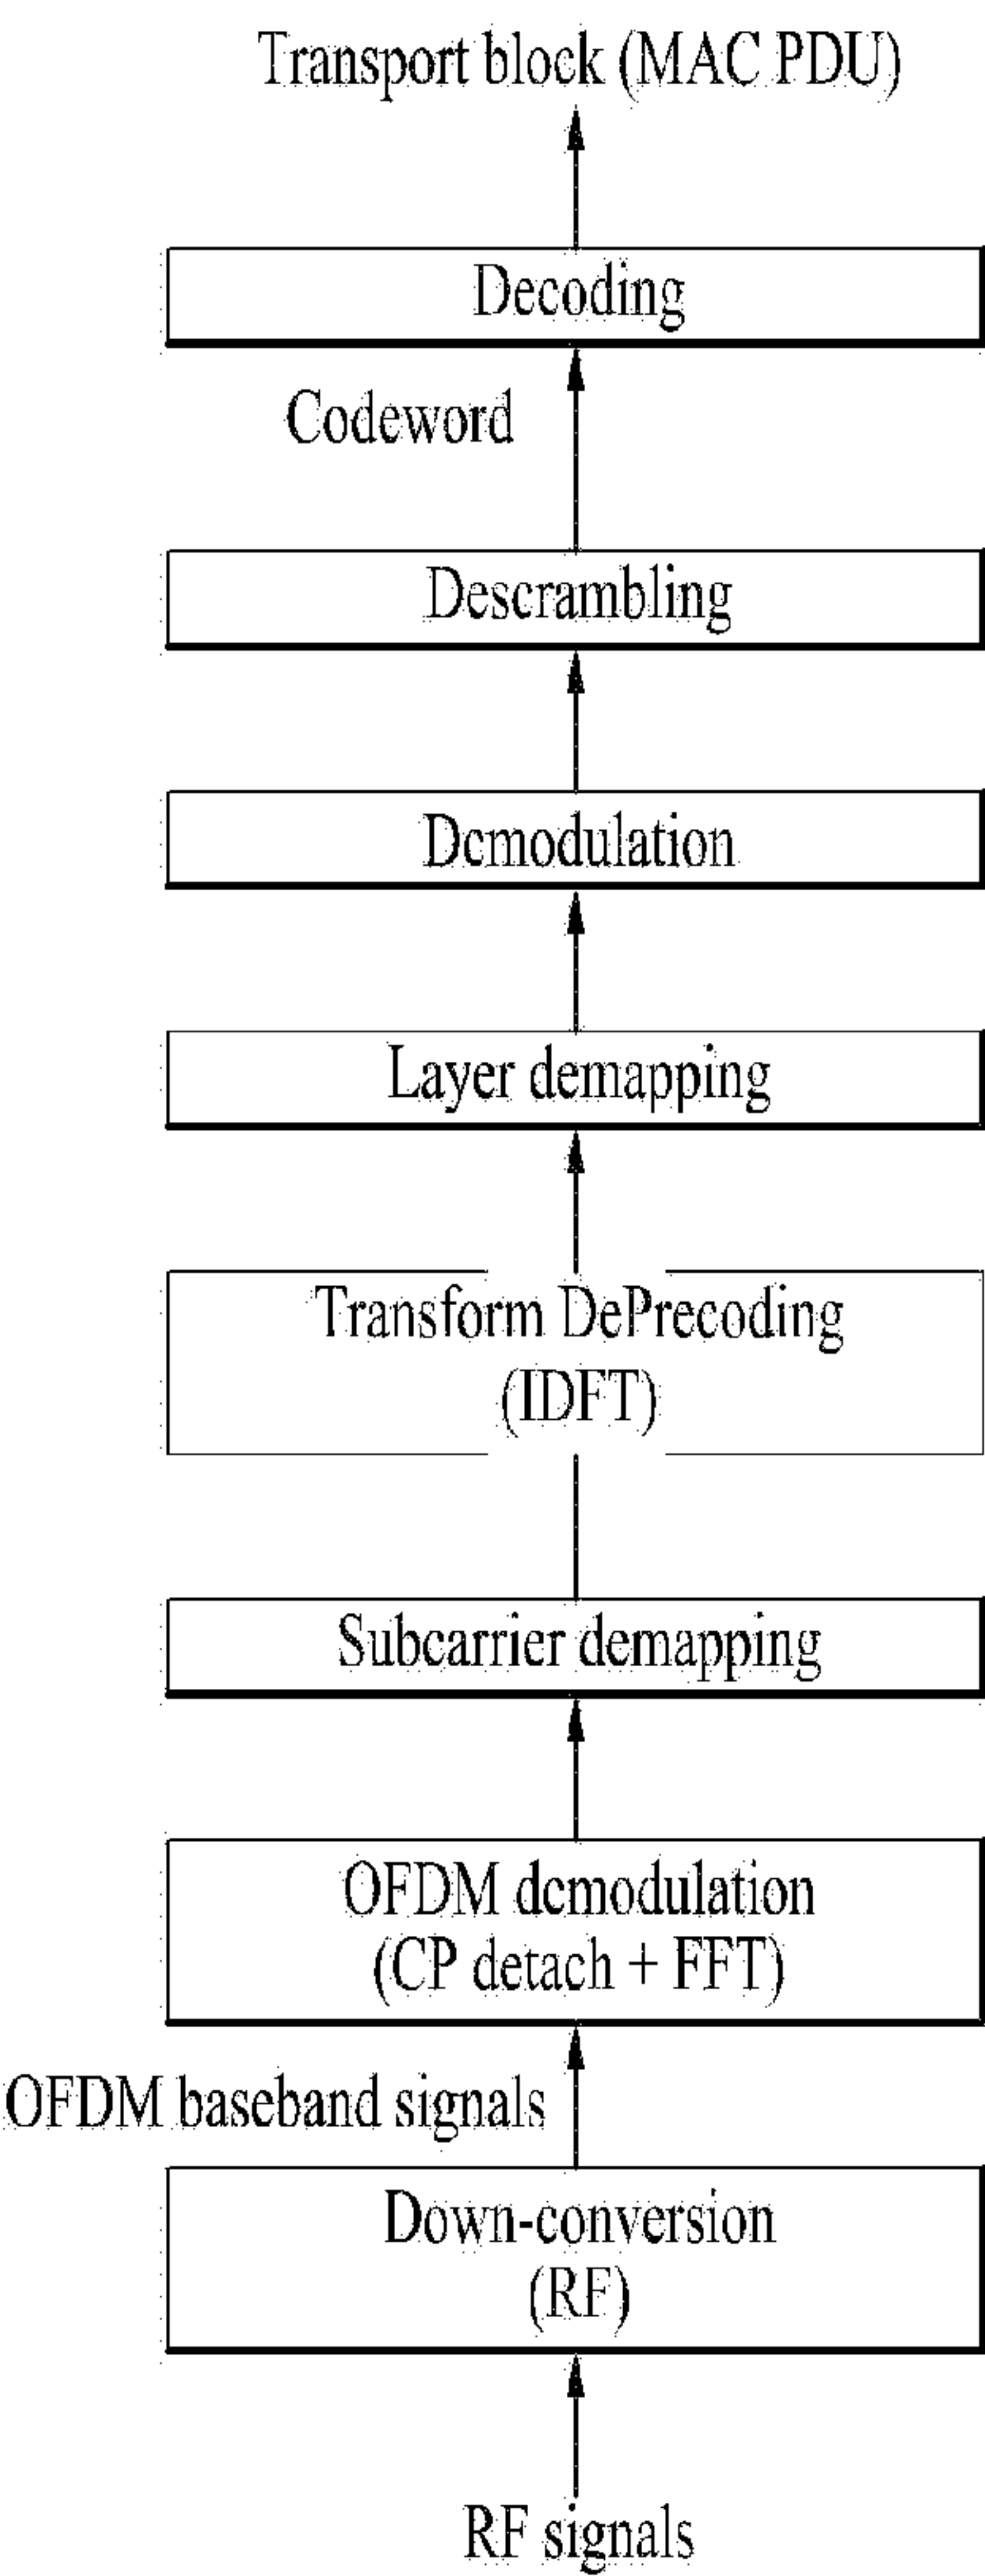 Transport block (MAC PDU)
Decoding
Codeword
Descrambling
Demodulation
Layer demapping
Transform DePrecoding
(IDFT)
Subcarrier demapping
OFDM demodulation
(CP detach + FFT)
OFDM baseband signals
Down-conversion
(RF)
RF signals